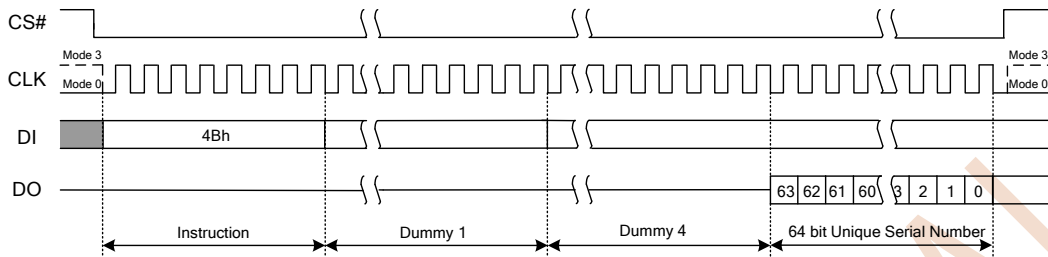 CS#
Mode 3
Mode 3
CLK
Mode 0
Mode 0
DI
4Bh
DO
63 62 61 60 3 2 1 0
Instruction
Dummy 1
Dummy 4
64 bit Unique Serial Number